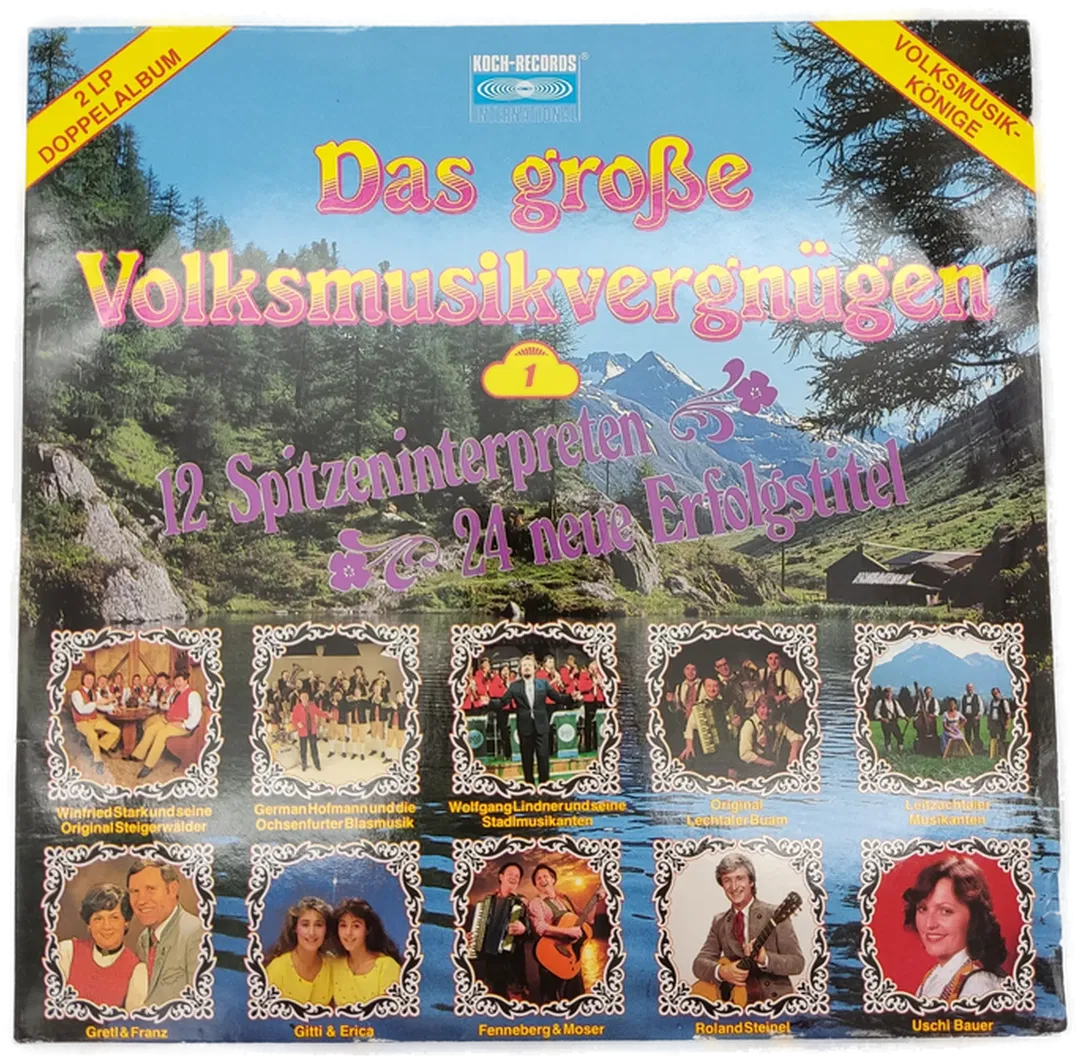 2 LP
DOPPELALBUM
KOCH-RECORDS®
INTERNATIONAL
VOLKSMUSIK-
KÖNIGE
Das große
Volksmusikvergnügen
1
12 Spitzeninterpreten
24 neue Erfolgstitel
Winfried Stark und seine
Original Steigerwälder
German Hofmann und die
Ochsenfurter Blasmusik
Wolfgang Lindner und seine
Stadlmusikanten
Original
Lechtaler Buam
Leitzachtaler
Musikanten
Gretl & Franz
Gitti & Erica
Fenneberg & Moser
Roland Steinel
Uschi Bauer